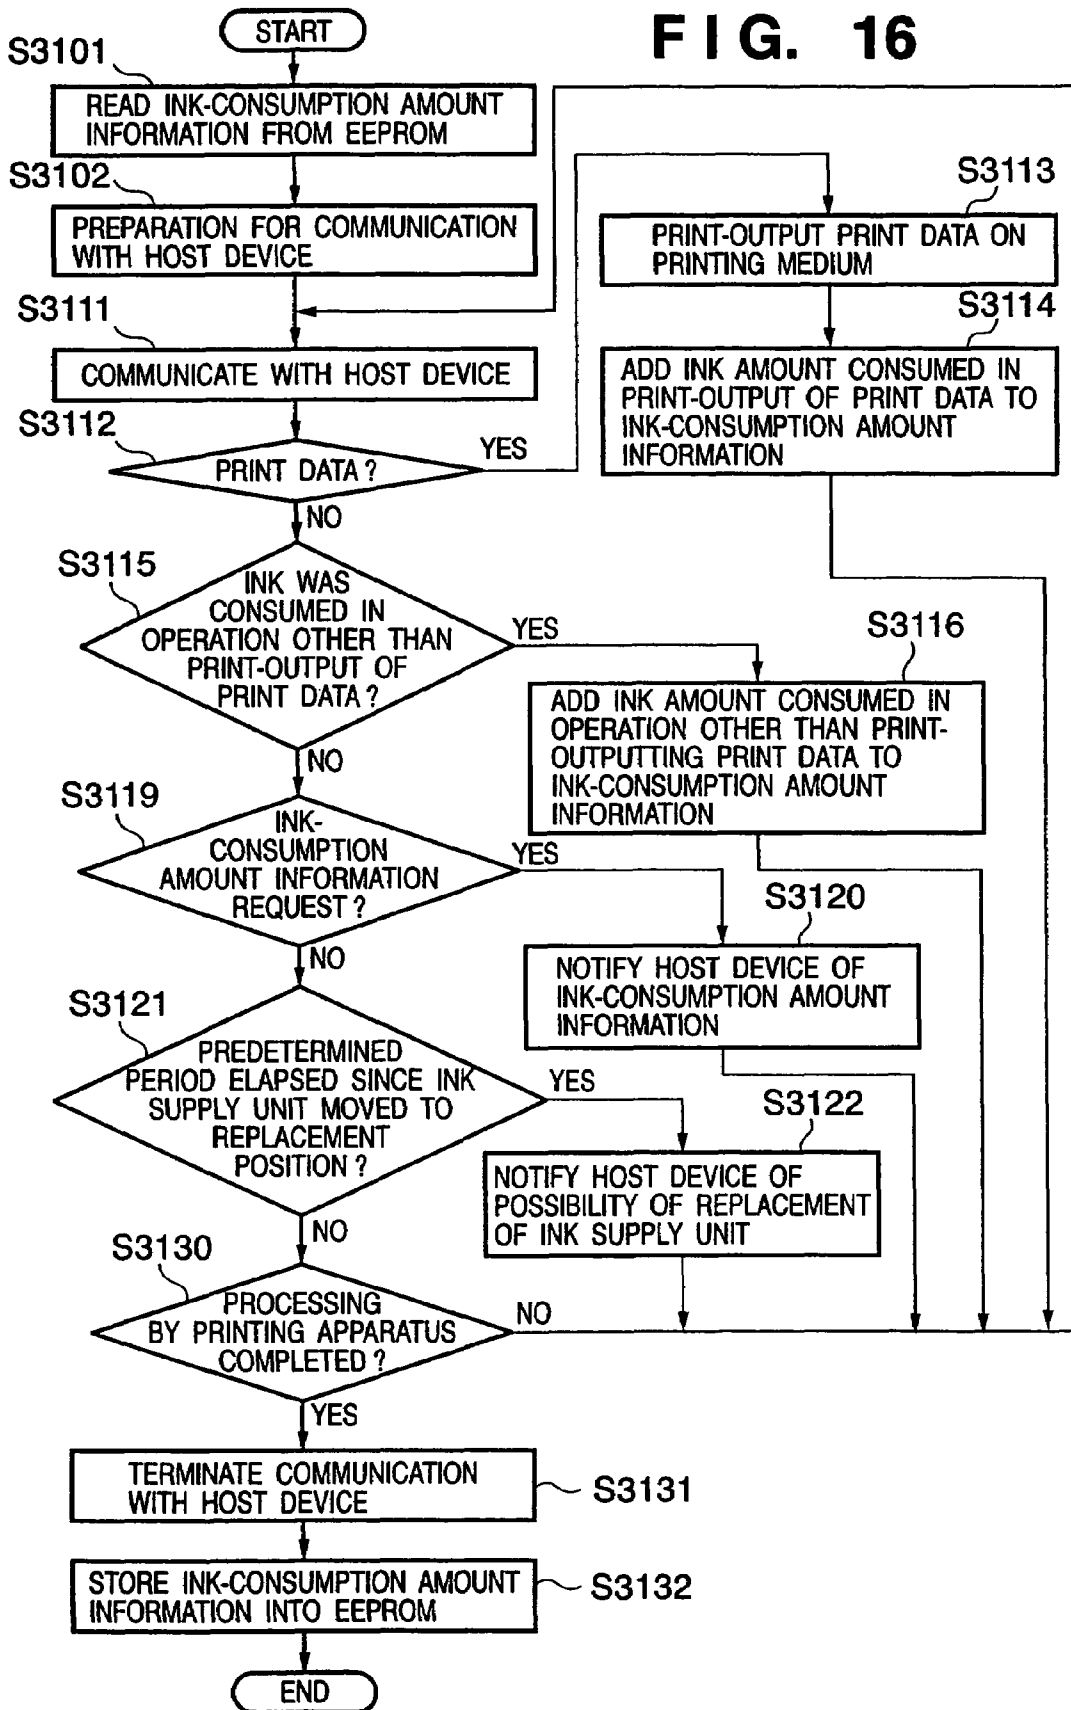 FIG. 16
START
S3101
READ INK-CONSUMPTION AMOUNT
INFORMATION FROM EEPROM
S3102
PREPARATION FOR COMMUNICATION
WITH HOST DEVICE
S3111
COMMUNICATE WITH HOST DEVICE
S3112
PRINT DATA?
YES
NO
S3113
PRINT-OUTPUT PRINT DATA ON
PRINTING MEDIUM
S3114
ADD INK AMOUNT CONSUMED IN
PRINT-OUTPUT OF PRINT DATA TO
INK-CONSUMPTION AMOUNT
INFORMATION
S3115
INK WAS
CONSUMED IN
OPERATION OTHER THAN
PRINT-OUTPUT OF
PRINT DATA?
YES
NO
S3116
ADD INK AMOUNT CONSUMED IN
OPERATION OTHER THAN PRINT-
OUTPUTTING PRINT DATA TO
INK-CONSUMPTION AMOUNT
INFORMATION
S3119
INK-
CONSUMPTION
AMOUNT INFORMATION
REQUEST?
YES
NO
S3120
NOTIFY HOST DEVICE OF
INK-CONSUMPTION AMOUNT
INFORMATION
S3121
PREDETERMINED
PERIOD ELAPSED SINCE INK
SUPPLY UNIT MOVED TO
REPLACEMENT
POSITION?
YES
NO
S3122
NOTIFY HOST DEVICE OF
POSSIBILITY OF REPLACEMENT
OF INK SUPPLY UNIT
S3130
PROCESSING
BY PRINTING APPARATUS
COMPLETED?
NO
YES
TERMINATE COMMUNICATION
WITH HOST DEVICE
S3131
STORE INK-CONSUMPTION AMOUNT
INFORMATION INTO EEPROM
S3132
END